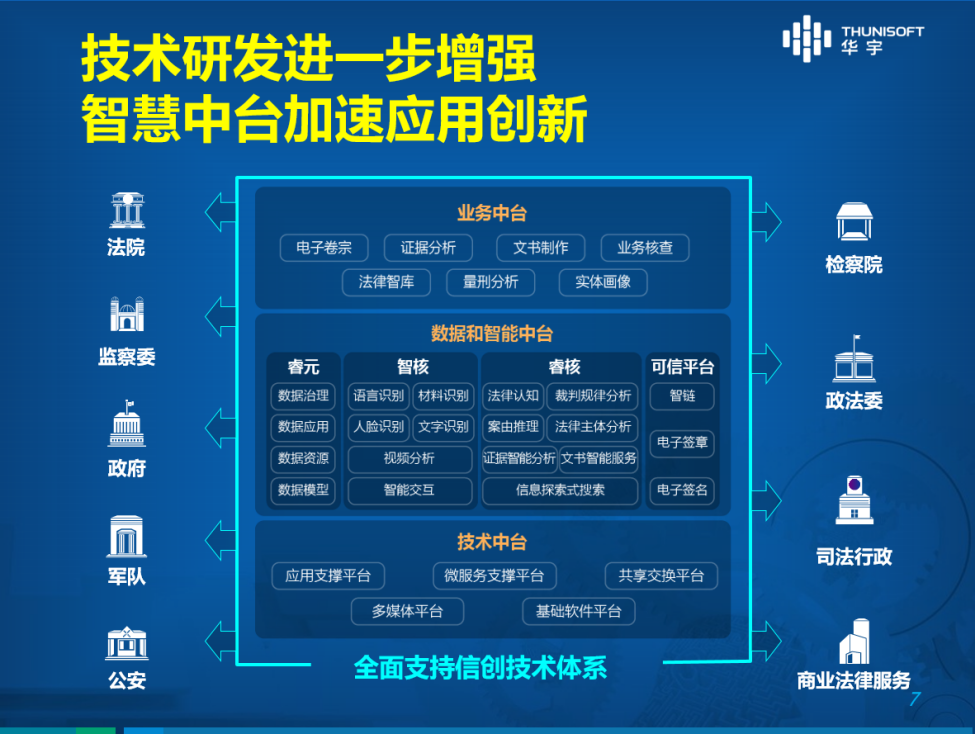 技术研发进一步增强
智慧中台加速应用创新
THUNISOFT
华宇
法院
监察委
政府
军队
公安
业务中台
电子卷宗
证据分析
文书制作
业务核查
法律智库
量刑分析
实体画像
数据和智能中台
睿元
数据治理
数据应用
数据资源
数据模型
智核
语言识别
材料识别
人脸识别
文字识别
视频分析
智能交互
睿核
法律认知
裁判规律分析
案由推理
法律主体分析
证据智能分析
文书智能服务
信息探索式搜索
可信平台
智链
电子签章
电子签名
技术中台
应用支撑平台
微服务支撑平台
共享交换平台
多媒体平台
基础软件平台
全面支持信创技术体系
检察院
政法委
司法行政
商业法律服务
7